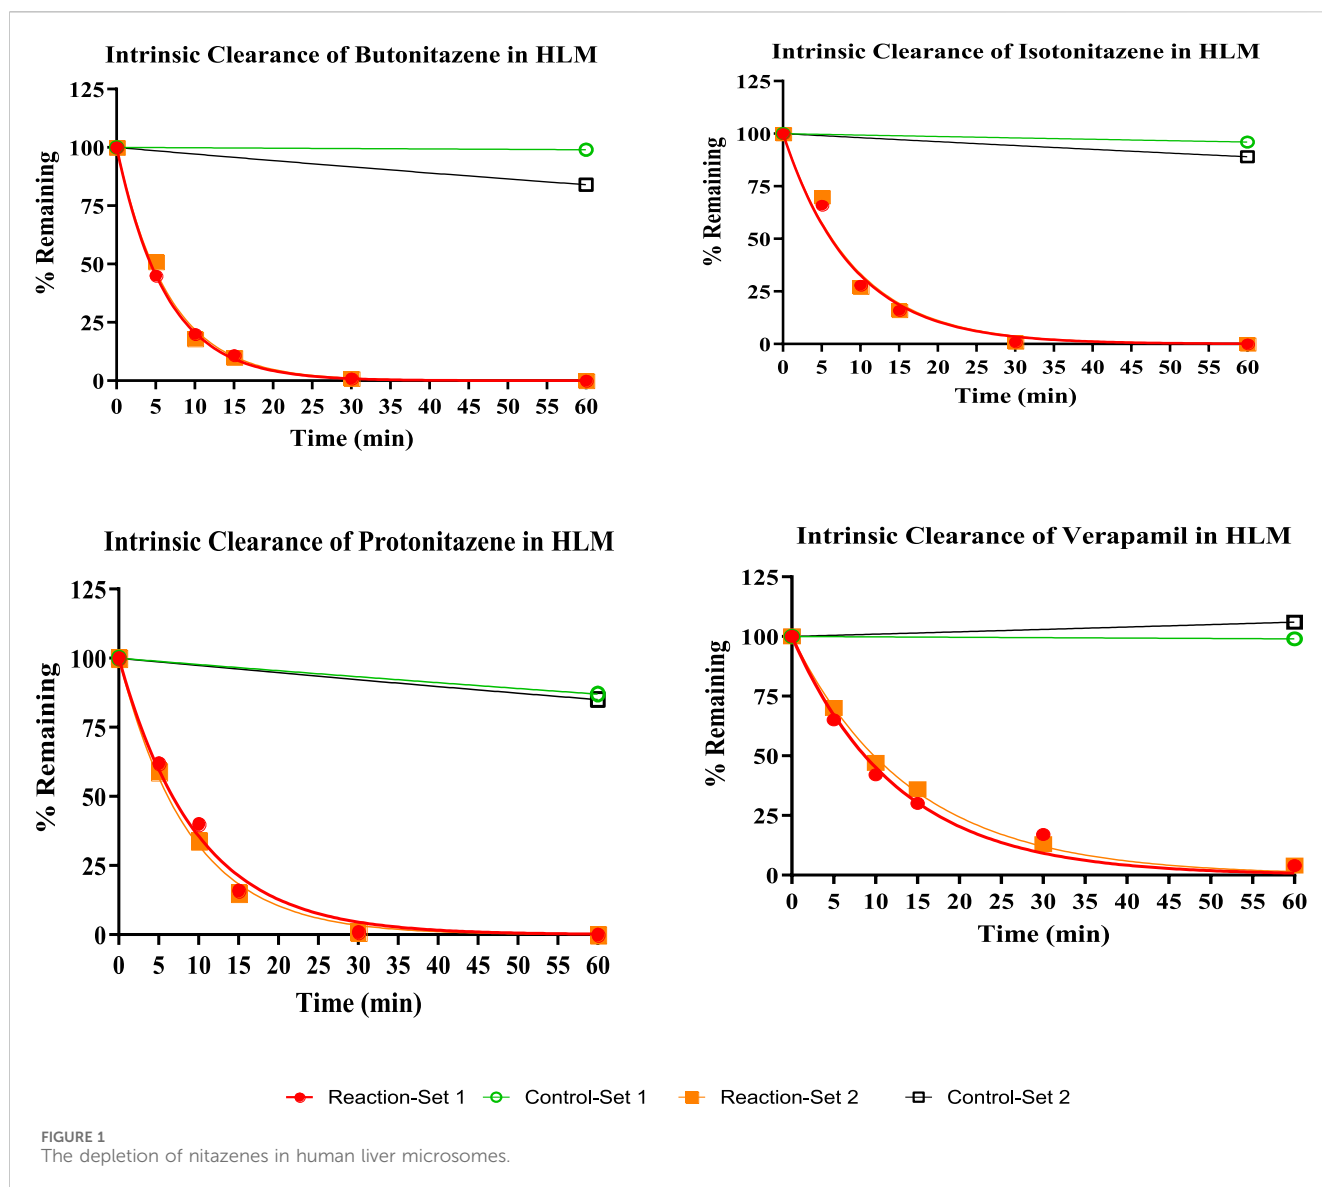 Intrinsic Clearance of Butonitazene in HLM
125
100
75
50
25
0
% Remaining
0 5 10 15 20 25 30 35 40 45 50 55 60
Time (min)
Intrinsic Clearance of Isotonitazene in HLM
125
100
75
50
25
0
% Remaining
0 5 10 15 20 25 30 35 40 45 50 55 60
Time (min)
Intrinsic Clearance of Protonitazene in HLM
125
100
75
50
25
0
% Remaining
0 5 10 15 20 25 30 35 40 45 50 55 60
Time (min)
Intrinsic Clearance of Verapamil in HLM
125
100
75
50
25
0
% Remaining
0 5 10 15 20 25 30 35 40 45 50 55 60
Time (min)
Reaction-Set 1 Control-Set 1 Reaction-Set 2 Control-Set 2
FIGURE 1
The depletion of nitazenes in human liver microsomes.